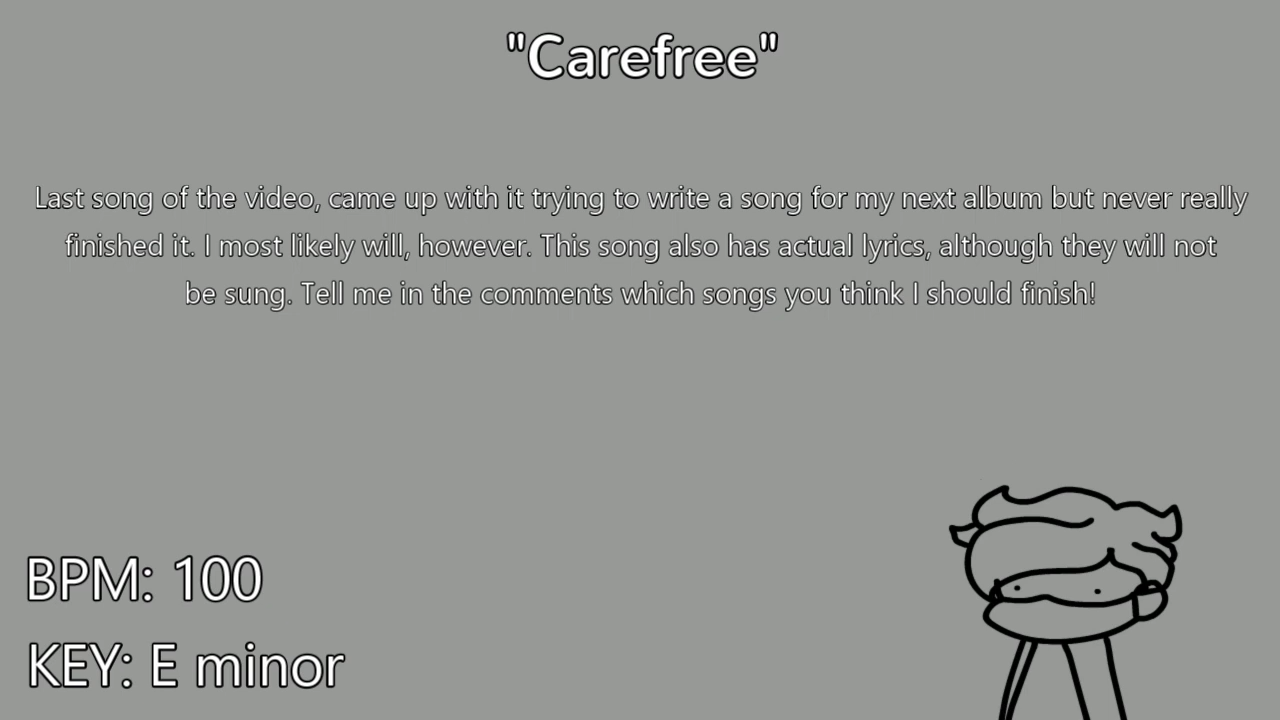 "Carefree"
Last song of the video, came up with it trying to write a song for my next album but never really
finished it. I most likely will, however. This song also has actual lyrics, although they will not
be sung. Tell me in the comments which songs you think I should finish!
BPM: 100
KEY: E minor